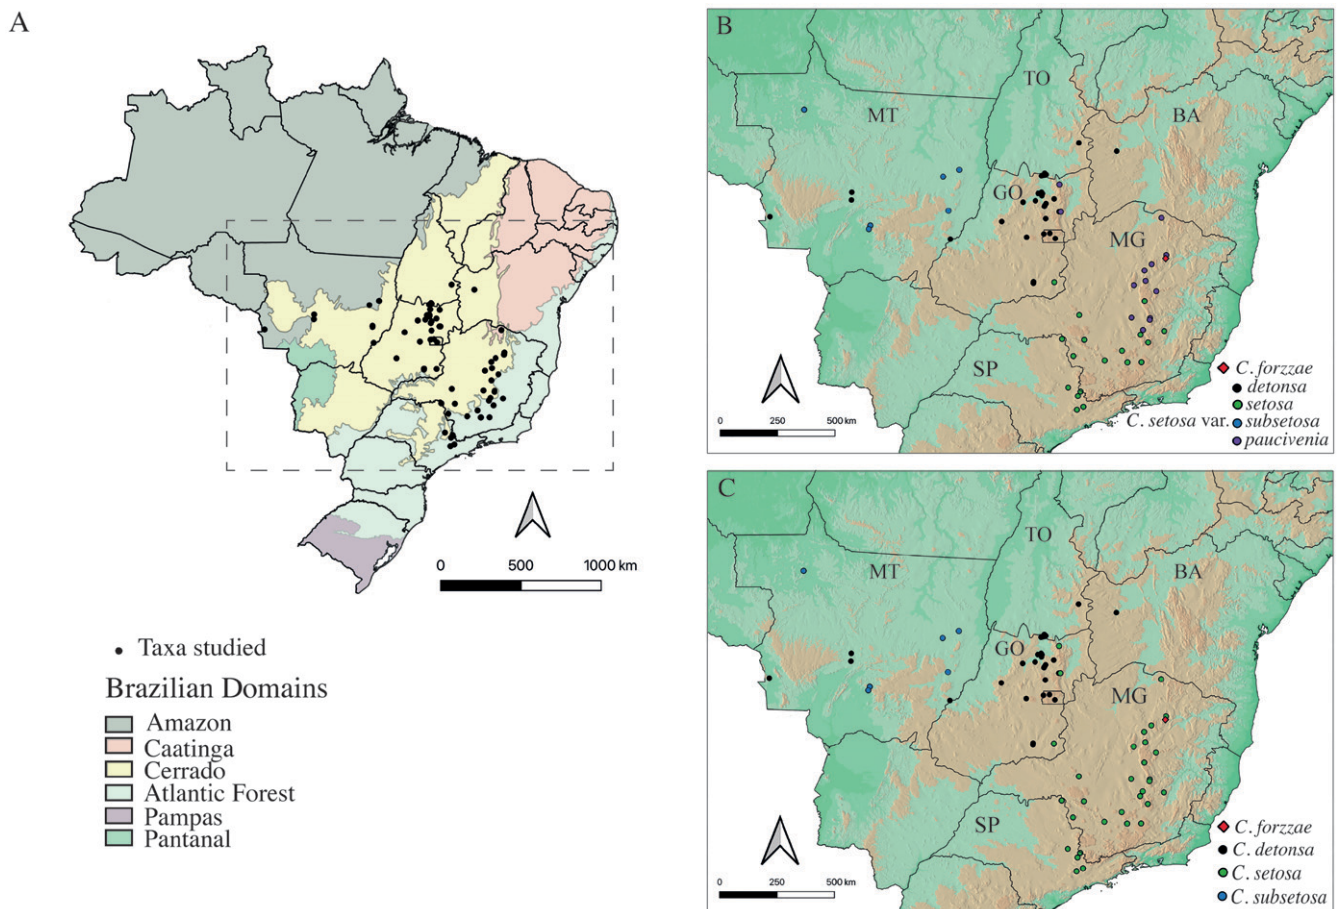 A
0 500 1000 km
• Taxa studied
Brazilian Domains
Amazon
Caatinga
Cerrado
Atlantic Forest
Pampas
Pantanal
B
TO
MT
BA
GO
MG
SP
0 250 500 km
C. forzzae
detonsa
setosa
C. setosa var. subsetosa
paucivenia
C
TO
MT
BA
GO
MG
SP
0 250 500 km
C. forzzae
C. detonsa
C. setosa
C. subsetosa